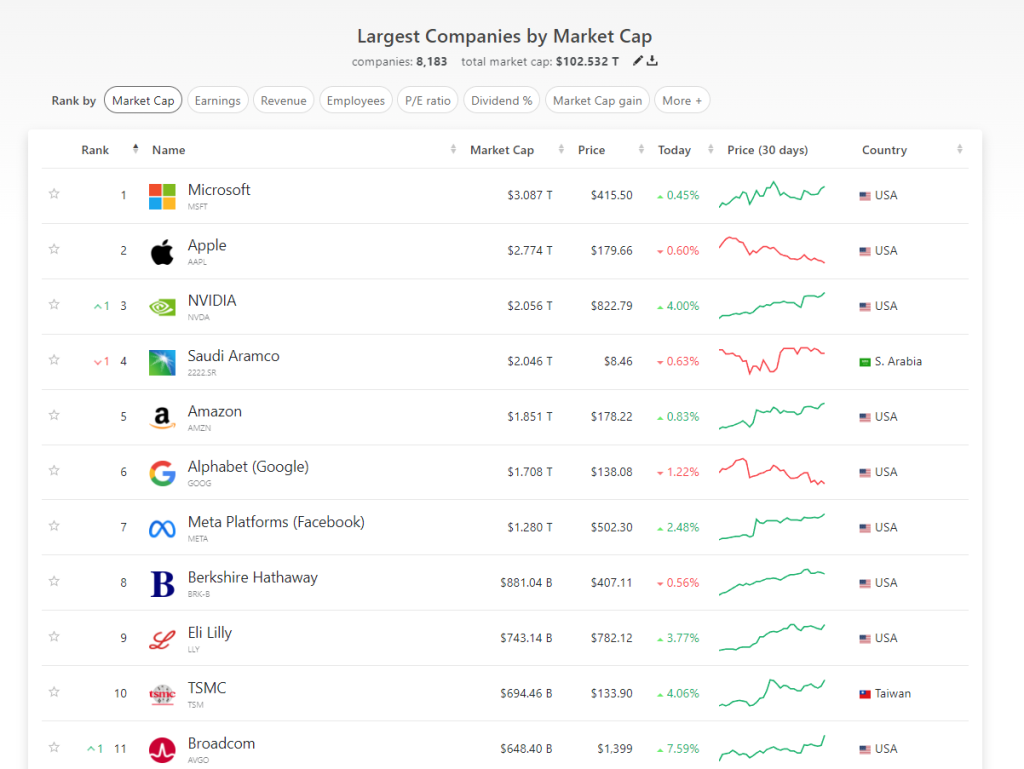 Largest Companies by Market Cap
companies: 8,183 total market cap: $102.532 T
Rank by Market Cap Earnings Revenue Employees P/E ratio Dividend % Market Cap gain More +
Rank Name Market Cap Price Today Price (30 days) Country
1 Microsoft $3.087 T $415.50 0.45% USA
MSFT
2 Apple $2.774 T $179.66 0.60% USA
AAPL
1 3 NVIDIA $2.056 T $822.79 4.00% USA
NVDA
1 4 Saudi Aramco $2.046 T $8.46 0.63% S. Arabia
2222.SR
5 Amazon $1.851 T $178.22 0.83% USA
a
AMZN
6 Alphabet (Google) $1.708 T $138.08 1.22% USA
G
GOOG
7 Meta Platforms (Facebook) $1.280 T $502.30 2.48% USA
META
8 Berkshire Hathaway $881.04 B $407.11 0.56% USA
B
BRK-B
9 Eli Lilly $743.14 B $782.12 3.77% USA
LLY
10 TSMC $694.46 B $133.90 4.06% Taiwan
tsmc
TSM
1 11 Broadcom $648.40 B $1,399 7.59% USA
AVGO